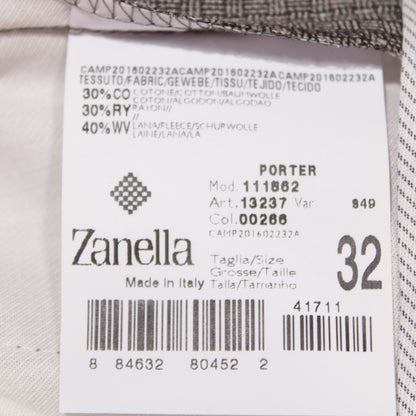 CAMP201602232ACAMP201602232ACAMP201602232A
TESSUTO/FABRIC/GEWEBE/TISSU/TEJIDO/TECIDO
30%CO COTONE/COTTON/BAUMWOLLE
COTON/ALGODON/ALGODAO
30%RY RAYON//
//
40%WV LANA/FLEECE/SCHURWOLLE
LAINE/LANA/LA
PORTER
Mod. 111862
Art. 13237 Var. 849
Col. 00266
CAMP201602232A
Zanella
Made in Italy
Taglia/Size
Grosse/Taille
Talla/Tamanho
32
41711
8 84632 80452 2